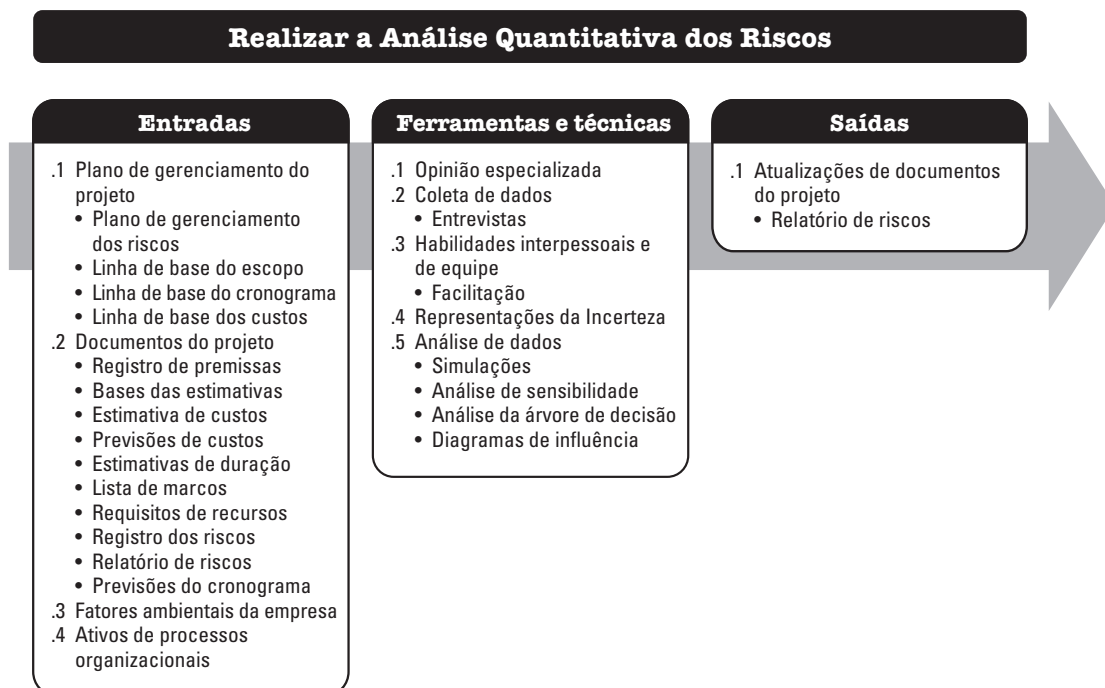 Realizar a Análise Quantitativa dos Riscos
Entradas
.1 Plano de gerenciamento do
projeto
• Plano de gerenciamento
dos riscos
• Linha de base do escopo
• Linha de base do cronograma
• Linha de base dos custos
.2 Documentos do projeto
• Registro de premissas
• Bases das estimativas
• Estimativa de custos
• Previsões de custos
• Estimativas de duração
• Lista de marcos
• Requisitos de recursos
• Registro dos riscos
• Relatório de riscos
• Previsões do cronograma
.3 Fatores ambientais da empresa
.4 Ativos de processos
organizacionais
Ferramentas e técnicas
.1 Opinião especializada
.2 Coleta de dados
• Entrevistas
.3 Habilidades interpessoais e
de equipe
• Facilitação
.4 Representações da Incerteza
.5 Análise de dados
• Simulações
• Análise de sensibilidade
• Análise da árvore de decisão
• Diagramas de influência
Saídas
.1 Atualizações de documentos
do projeto
• Relatório de riscos